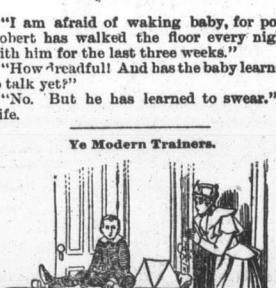 “I am afraid of waking baby, for po
obert has walked the floor every nig
ith him for the last three weeks.”
“How dreadful! And has the baby learn
o talk yet?”
“No. But he has learned to swear.”
ife.
Ye Modern Trainers.